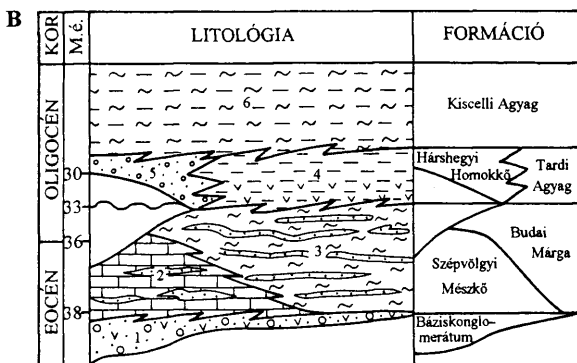 B
KOR
M.é.
LITOLÓGIA
FORMÁCIÓ
OLIGOCÉN
EOCÉN
30
33
36
38
6
5
4
3
2
1
Kiscelli Agyag
Hárshegyi
Homokkő
Tardi
Agyag
Budai
Márga
Szépvölgyi
Mészkő
Báziskonglo-
merátum